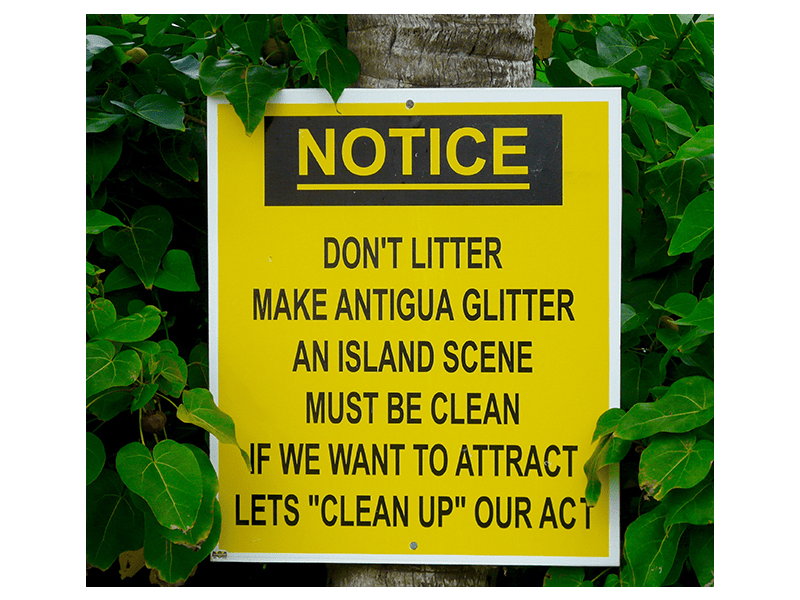 NOTICE
DON'T LITTER
MAKE ANTIGUA GLITTER
AN ISLAND SCENE
MUST BE CLEAN
IF WE WANT TO ATTRACT
LETS "CLEAN UP" OUR ACT